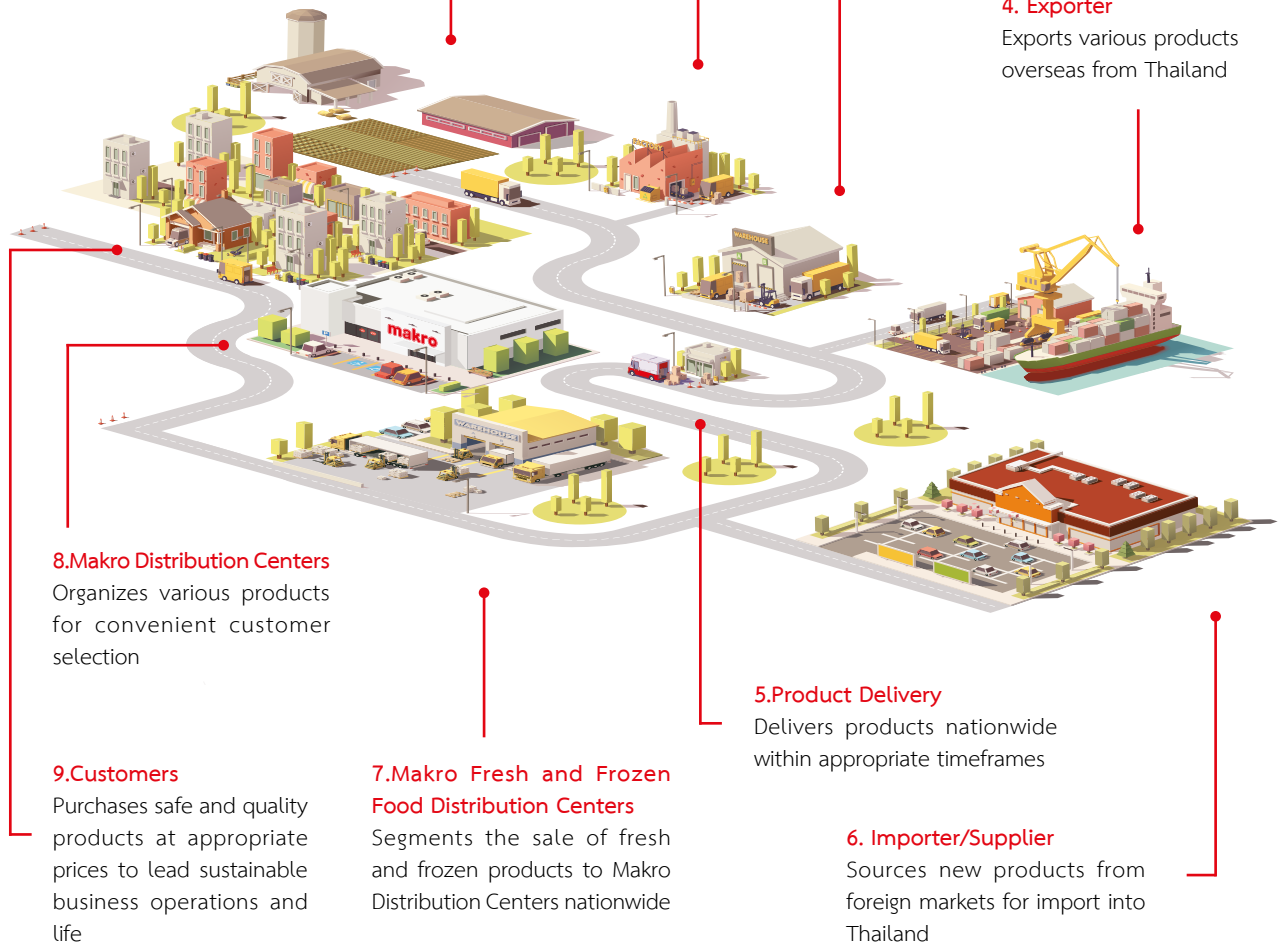 4. Exporter
Exports various products
overseas from Thailand
FACTORY
WAREHOUSE
makro
WAREHOUSE
8.Makro Distribution Centers
Organizes various products
for convenient customer
selection
5.Product Delivery
Delivers products nationwide
within appropriate timeframes
9.Customers
Purchases safe and quality
products at appropriate
prices to lead sustainable
business operations and
life
7.Makro Fresh and Frozen
Food Distribution Centers
Segments the sale of fresh
and frozen products to Makro
Distribution Centers nationwide
6. Importer/Supplier
Sources new products from
foreign markets for import into
Thailand